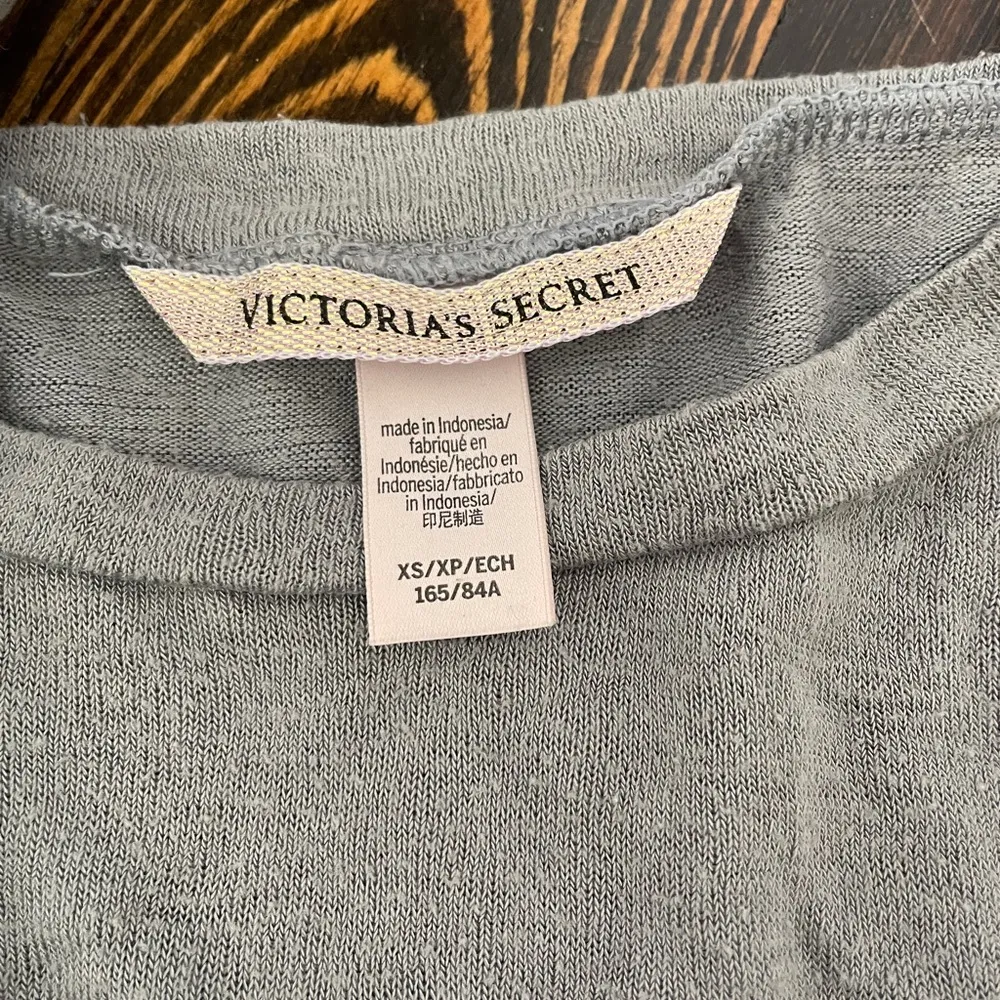 VICTORIA'S SECRET
made in Indonesia/
fabriqué en
Indonésie/hecho en
Indonesia/fabbricato
in Indonesia/
印尼制造
XS/XP/ECH
165/84A